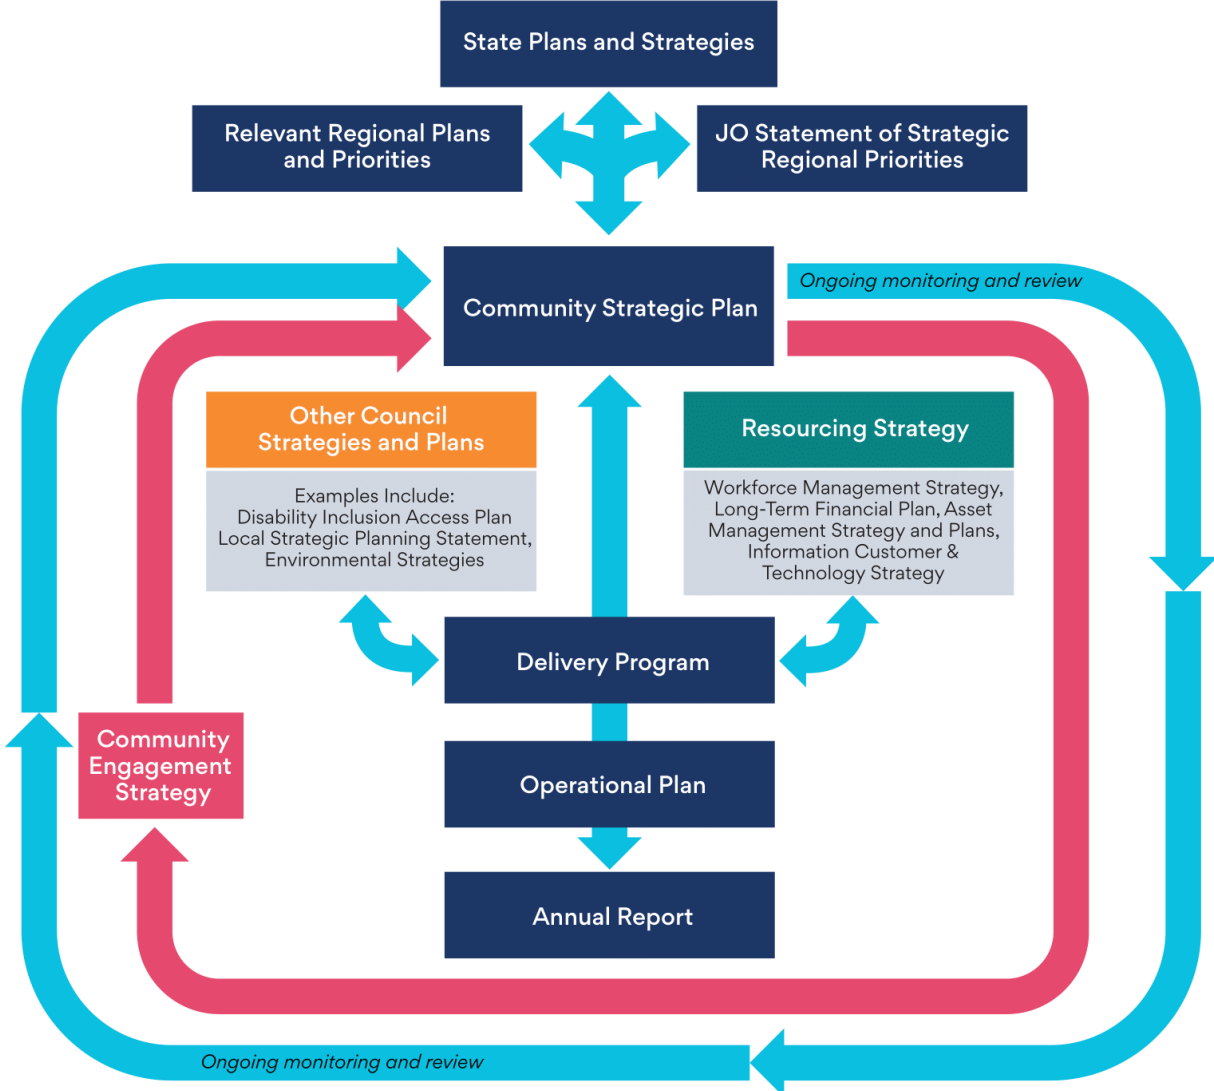 State Plans and Strategies
Relevant Regional Plans
and Priorities
JO Statement of Strategic
Regional Priorities
Community Strategic Plan
Ongoing monitoring and review
Other Council
Strategies and Plans
Examples Include:
Disability Inclusion Access Plan
Local Strategic Planning Statement,
Environmental Strategies
Resourcing Strategy
Workforce Management Strategy,
Long-Term Financial Plan, Asset
Management Strategy and Plans,
Information Customer &
Technology Strategy
Delivery Program
Community
Engagement
Strategy
Operational Plan
Annual Report
Ongoing monitoring and review